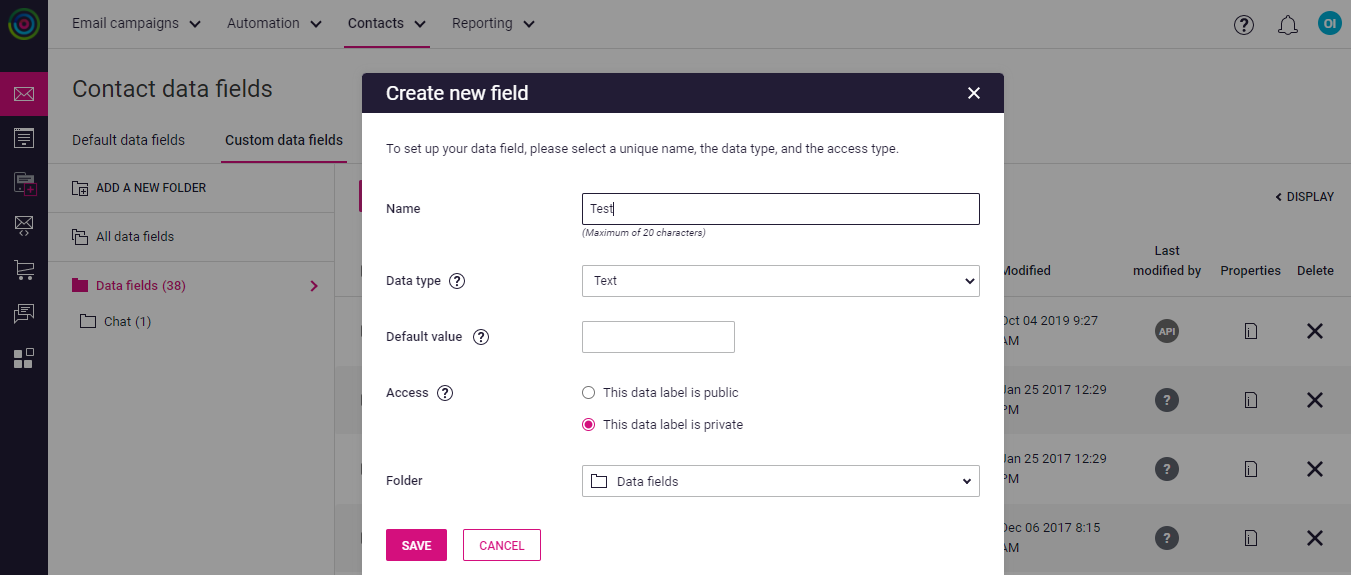 Email campaigns
Automation
Contacts
Reporting
?
OI
Contact data fields
Default data fields
Custom data fields
ADD A NEW FOLDER
All data fields
Data fields (38)
Chat (1)
Create new field
To set up your data field, please select a unique name, the data type, and the access type.
Name
Test
(Maximum of 20 characters)
Data type ?
Text
Default value ?
Access ?
This data label is public
This data label is private
Folder
Data fields
SAVE
CANCEL
DISPLAY
Modified
Last
modified by
Properties
Delete
Oct 04 2019 9:27
AM
API
Jan 25 2017 12:29
PM
?
Jan 25 2017 12:29
PM
?
Dec 06 2017 8:15
AM
?